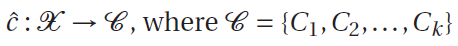 ĉ : 𝒳 → 𝒞, where 𝒞 = {C₁, C₂, …, Cₖ}